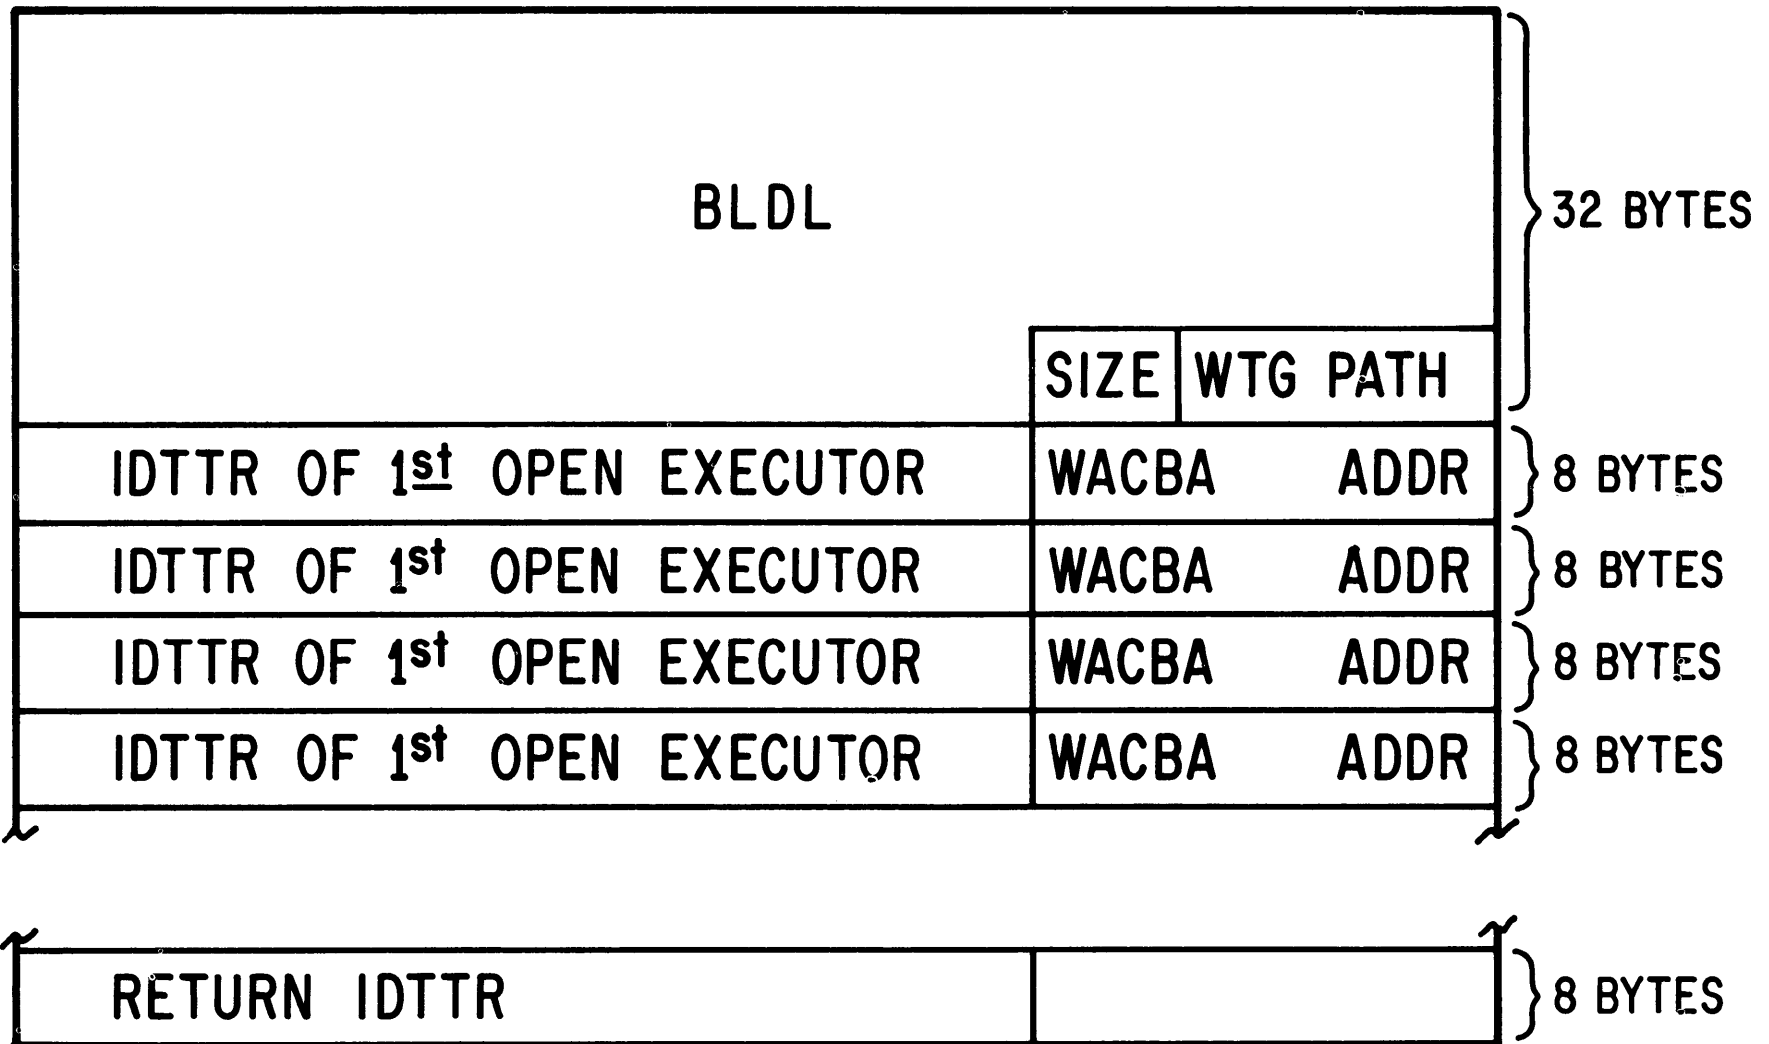 BLDL
32 BYTES
SIZE WTG PATH
IDTTR OF 1st OPEN EXECUTOR WACBA ADDR 8 BYTES
IDTTR OF 1st OPEN EXECUTOR WACBA ADDR 8 BYTES
IDTTR OF 1st OPEN EXECUTOR WACBA ADDR 8 BYTES
IDTTR OF 1st OPEN EXECUTOR WACBA ADDR 8 BYTES
RETURN IDTTR 8 BYTES